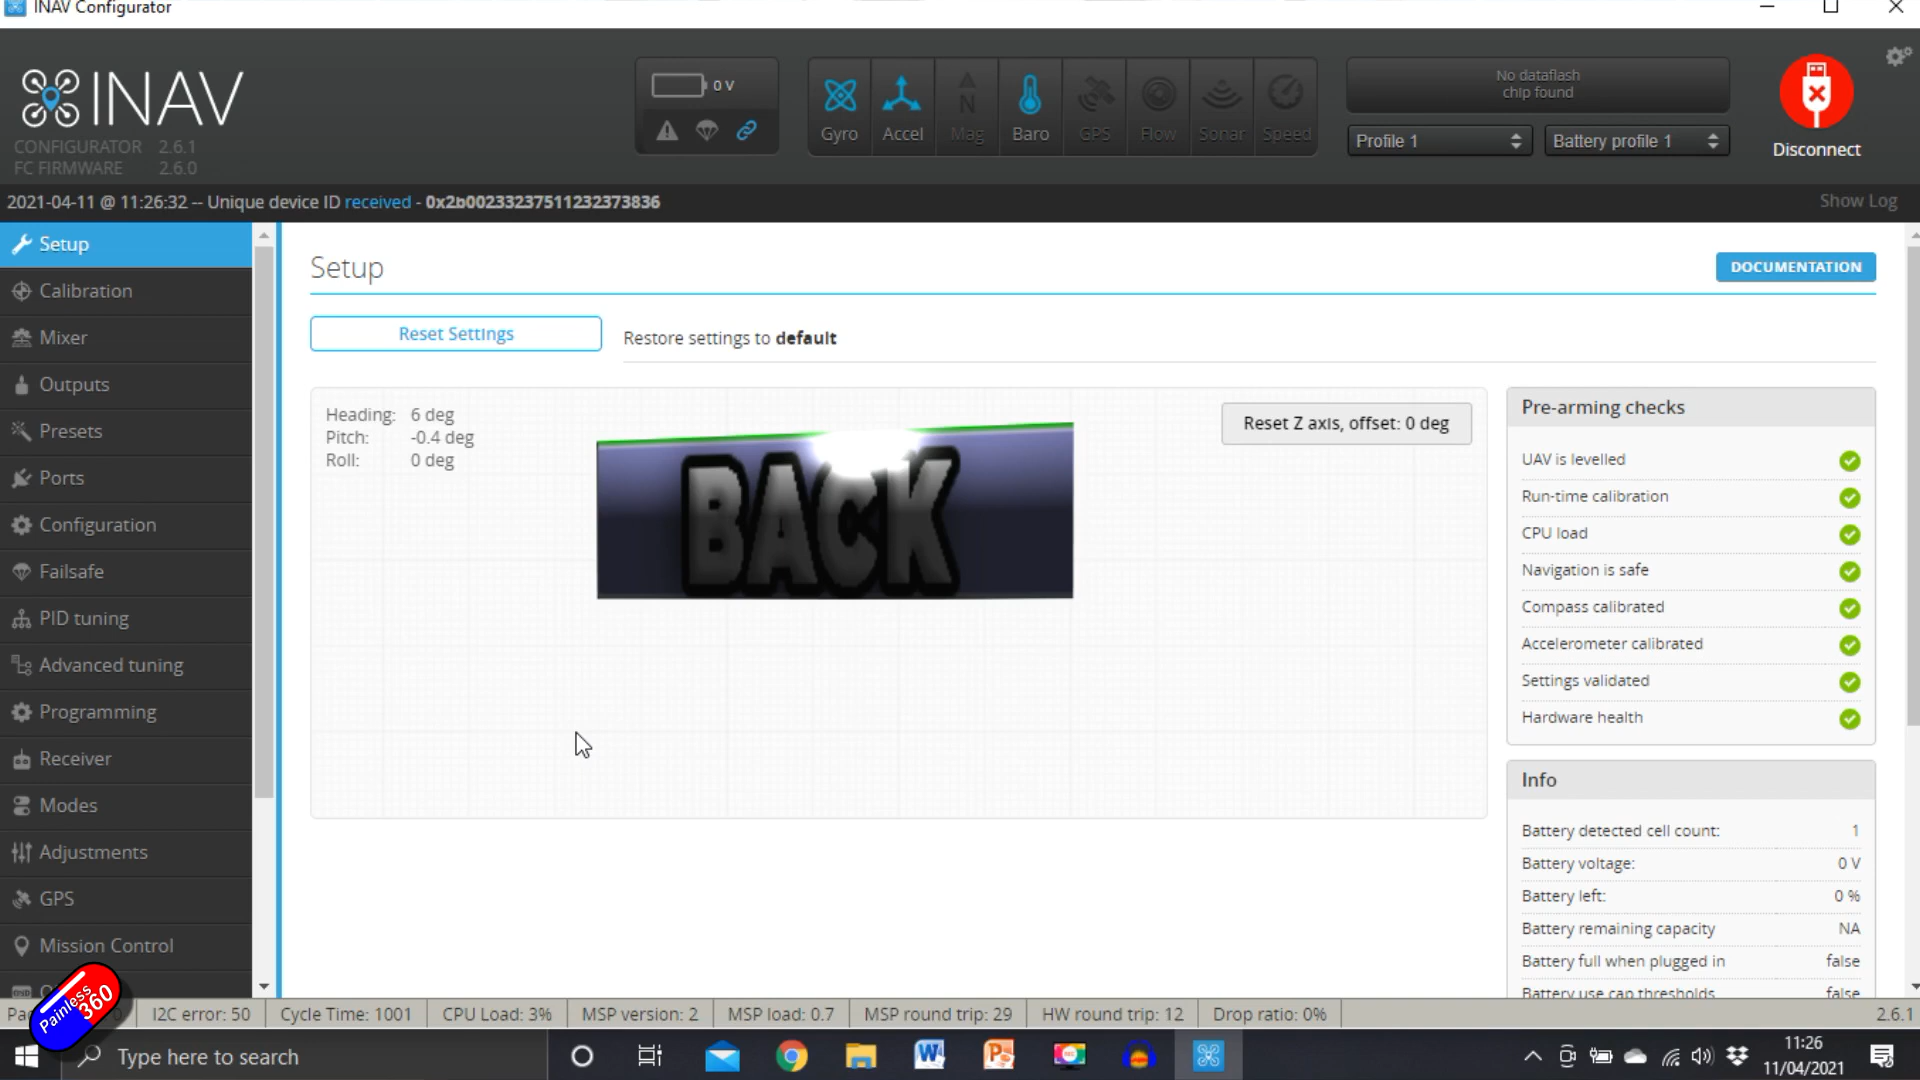 INAV Configurator
INAV
CONFIGURATOR 2.6.1
FC FIRMWARE 2.6.0
0 V
Gyro
Accel
Mag
Baro
GPS
Flow
Sonar
Speed
No dataflash
chip found
Profile 1
Battery profile 1
Disconnect
2021-04-11 @ 11:26:32 -- Unique device ID received - 0x2b00233237511232373836
Show Log
Setup
Calibration
Mixer
Outputs
Presets
Ports
Configuration
Failsafe
PID tuning
Advanced tuning
Programming
Receiver
Modes
Adjustments
GPS
Mission Control
Setup
DOCUMENTATION
Reset Settings
Restore settings to default
Heading: 6 deg
Pitch: -0.4 deg
Roll: 0 deg
BACK
Reset Z axis, offset: 0 deg
Pre-arming checks
UAV is levelled
Run-time calibration
CPU load
Navigation is safe
Compass calibrated
Accelerometer calibrated
Settings validated
Hardware health
Info
Battery detected cell count: 1
Battery voltage: 0 V
Battery left: 0 %
Battery remaining capacity NA
Battery full when plugged in false
Battery use cap thresholds false
Painless
360
I2C error: 50
Cycle Time: 1001
CPU Load: 3%
MSP version: 2
MSP load: 0.7
MSP round trip: 29
HW round trip: 12
Drop ratio: 0%
2.6.1
Type here to search
11:26
11/04/2021